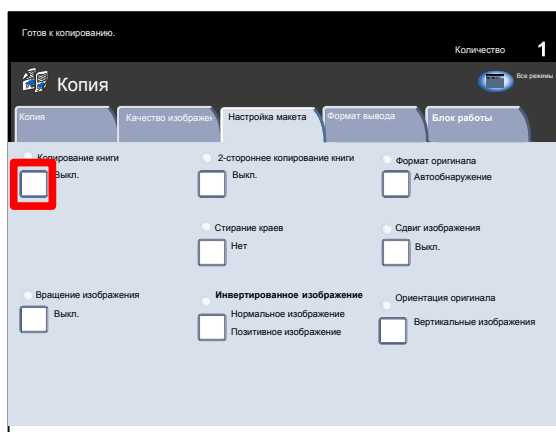 Готов к копированию.
Количество 1
Копия
Все режимы
Копия
Качество изображен
Настройка макета
Формат вывода
Блок работы
Копирование книги
Выкл.
2-стороннее копирование книги
Выкл.
Формат оригинала
Автообнаружение
Стирание краев
Нет
Сдвиг изображения
Выкл.
Вращение изображения
Выкл.
Инвертированное изображение
Нормальное изображение
Позитивное изображение
Ориентация оригинала
Вертикальные изображения